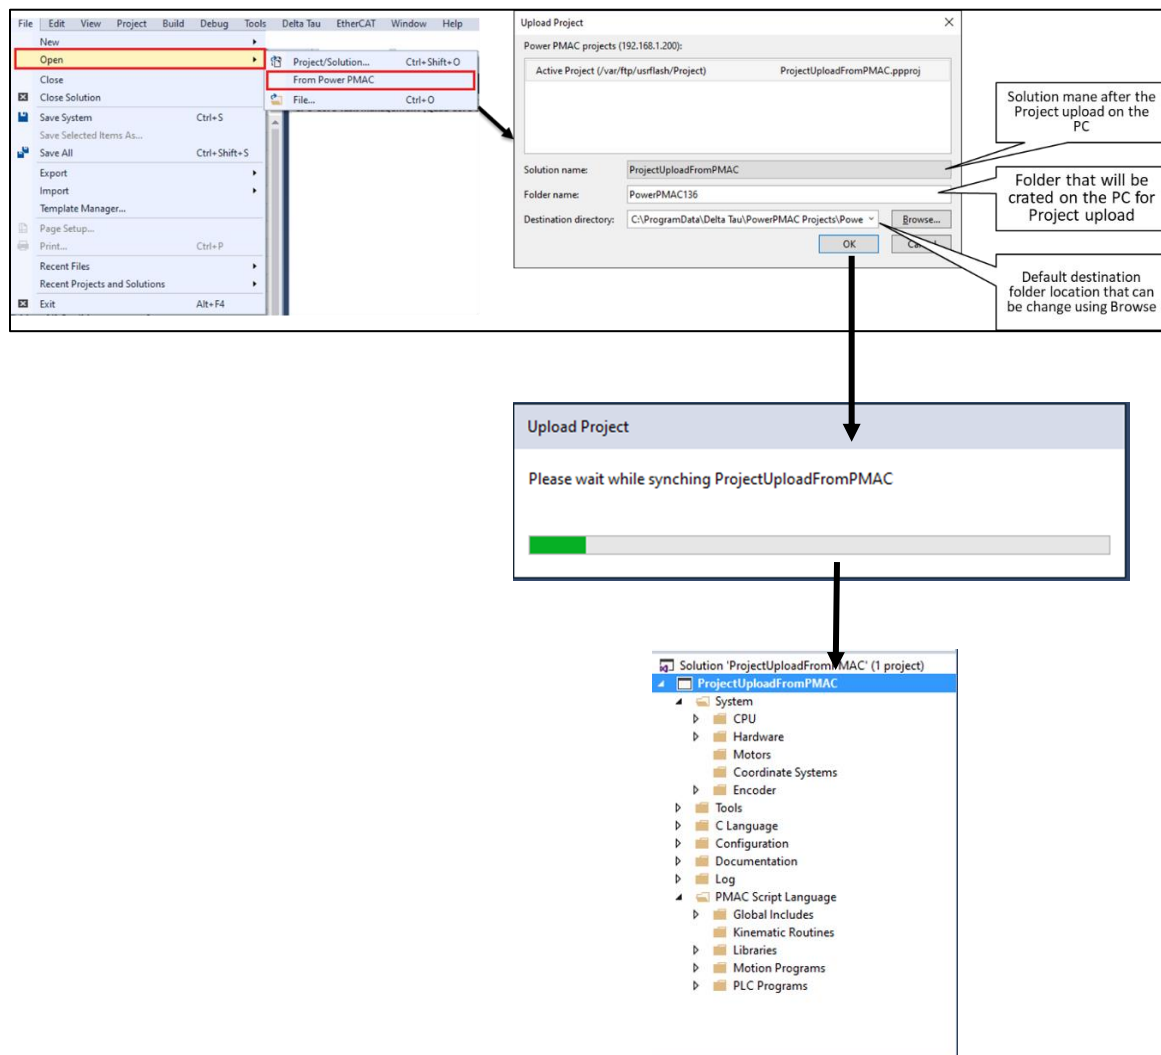 File Edit View Project Build Debug Tools Delta Tau EtherCAT Window Help
New
Open
Close
Close Solution
Save System Ctrl+S
Save Selected Items As...
Save All Ctrl+Shift+S
Export
Import
Template Manager...
Page Setup...
Print... Ctrl+P
Recent Files
Recent Projects and Solutions
Exit Alt+F4
Project/Solution... Ctrl+Shift+O
From Power PMAC
File... Ctrl+O
Upload Project
Power PMAC projects (192.168.1.200):
Active Project (/var/ftp/usrflash/Project) ProjectUploadFromPMAC.ppproj
Solution name: ProjectUploadFromPMAC
Folder name: PowerPMAC136
Destination directory: C:\ProgramData\Delta Tau\PowerPMAC Projects\Powe Browse...
OK
Solution mane after the
Project upload on the
PC
Folder that will be
crated on the PC for
Project upload
Default destination
folder location that can
be change using Browse
Upload Project
Please wait while synching ProjectUploadFromPMAC
Solution 'ProjectUploadFromPMAC' (1 project)
ProjectUploadFromPMAC
System
CPU
Hardware
Motors
Coordinate Systems
Encoder
Tools
C Language
Configuration
Documentation
Log
PMAC Script Language
Global Includes
Kinematic Routines
Libraries
Motion Programs
PLC Programs